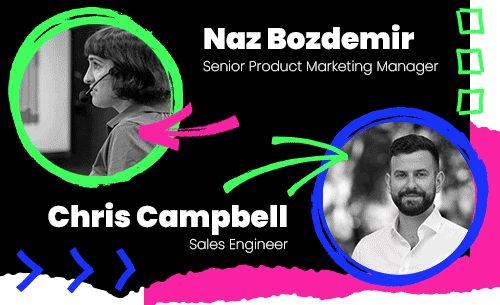 Naz Bozdemir
Senior Product Marketing Manager
Chris Campbell
Sales Engineer